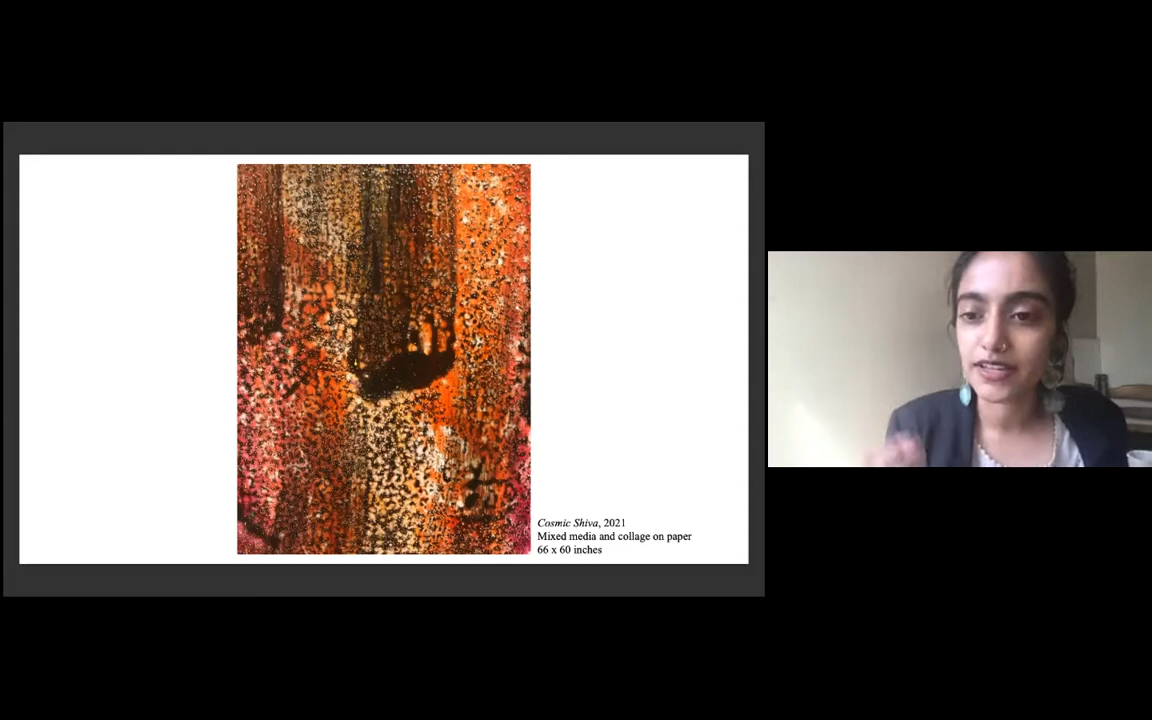 Cosmic Shiva, 2021
Mixed media and collage on paper
66 x 60 inches